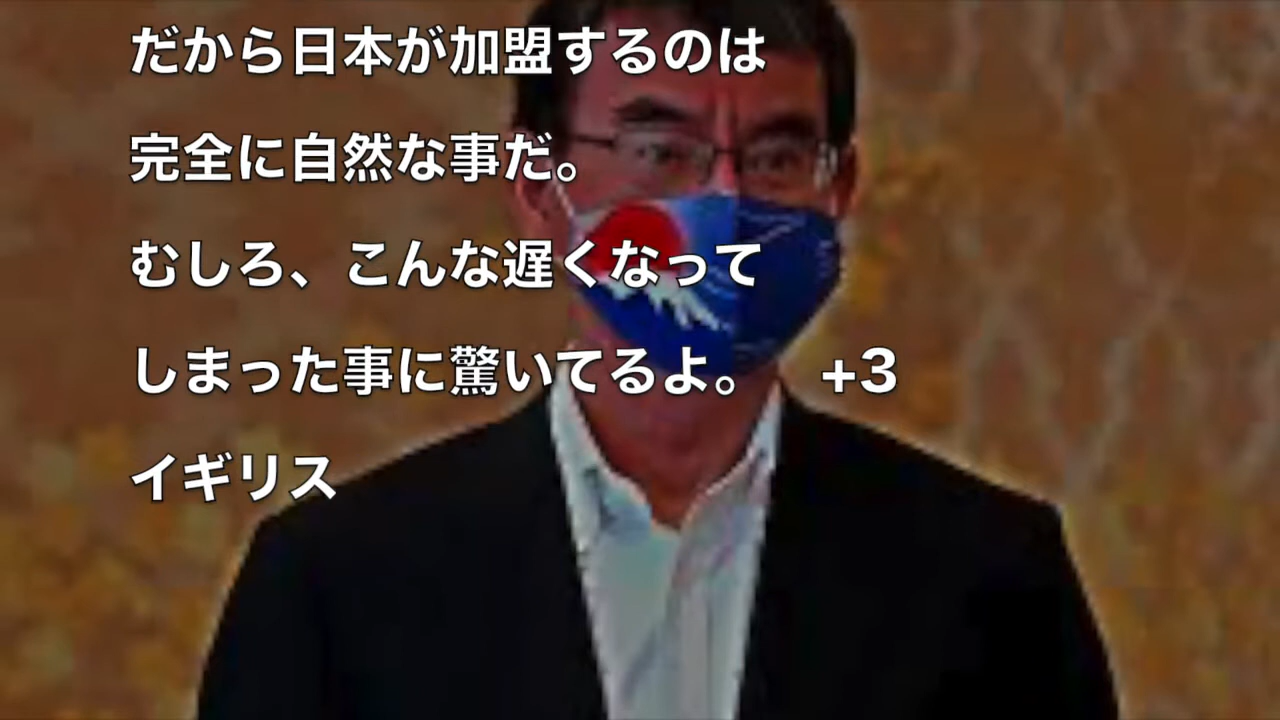 だから日本が加盟するのは
完全に自然な事だ。
むしろ、こんな遅くなって
しまった事に驚いてるよ。 +3
イギリス